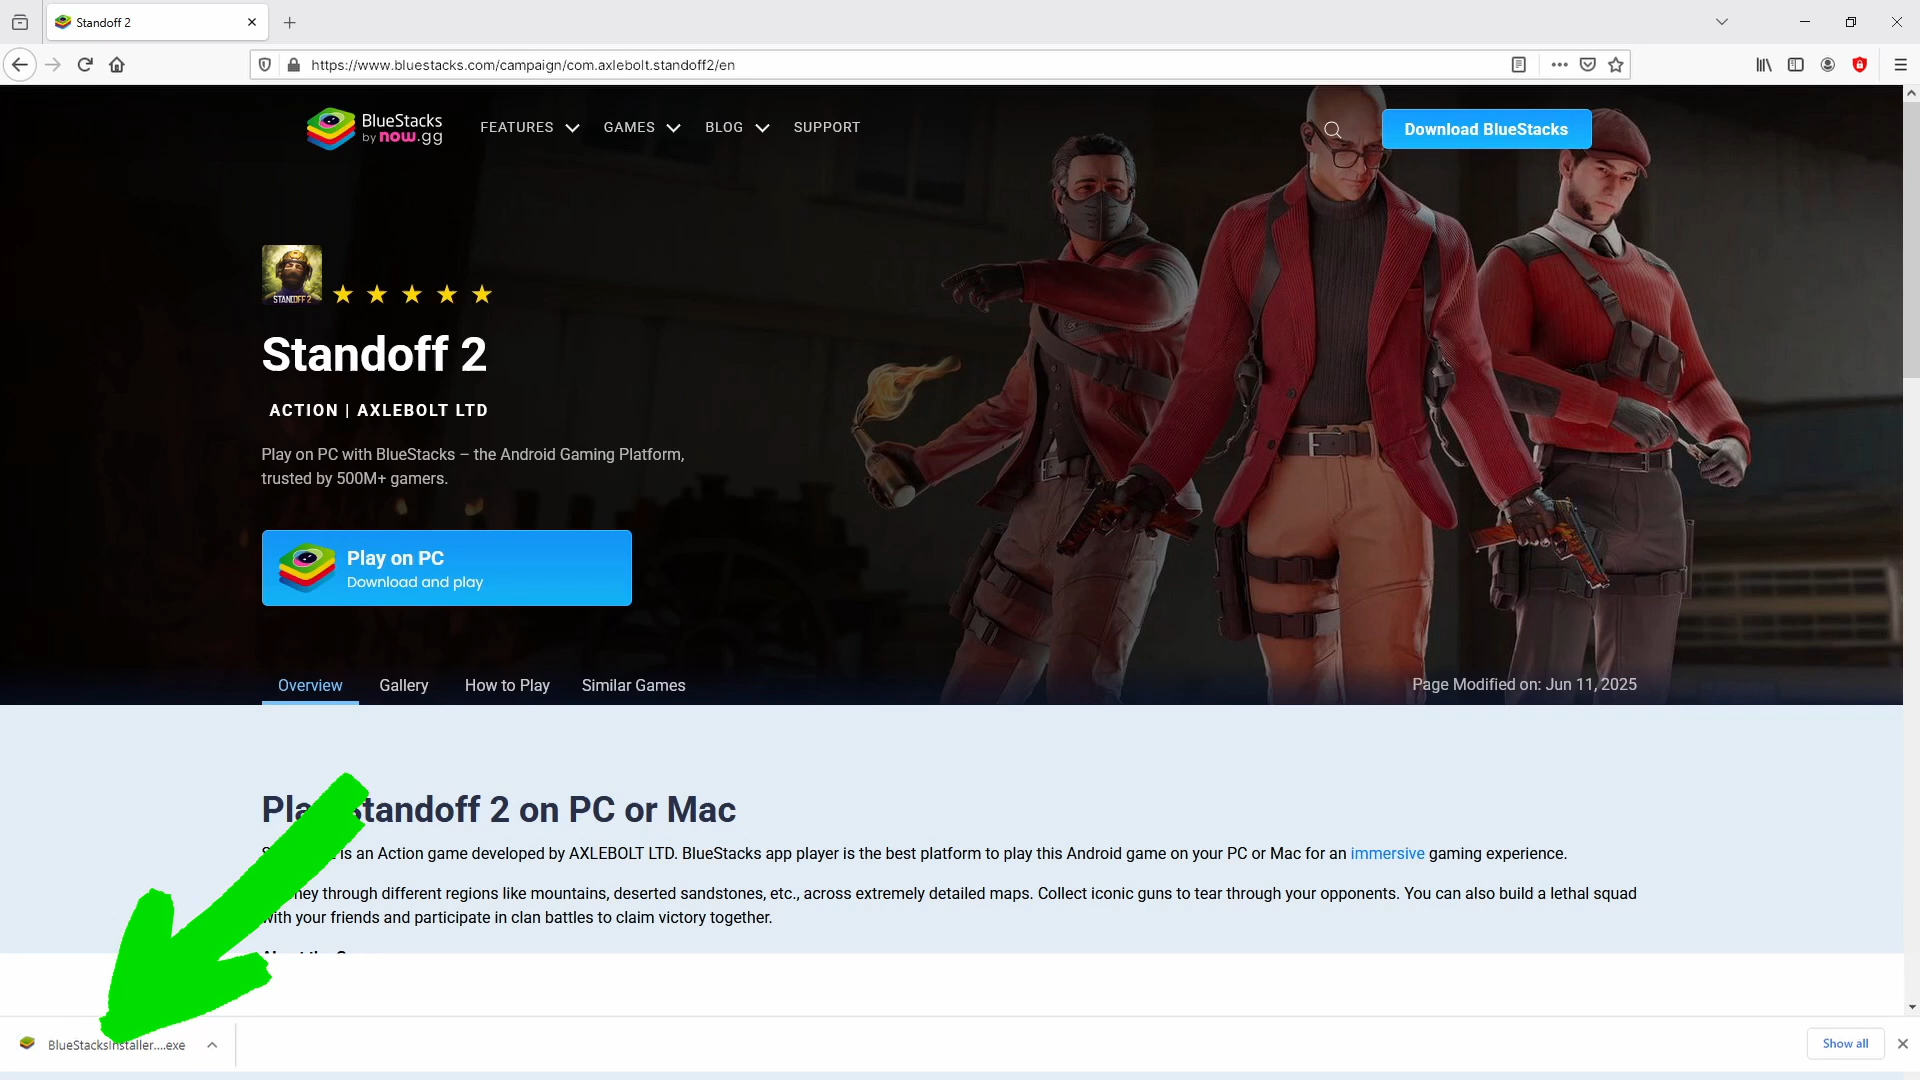 Standoff 2
https://www.bluestacks.com/campaign/com.axlebolt.standoff2/en
BlueStacks
by now.gg
FEATURES
GAMES
BLOG
SUPPORT
Download BlueStacks
STANDOFF 2
Standoff 2
ACTION | AXLEBOLT LTD
Play on PC with BlueStacks – the Android Gaming Platform,
trusted by 500M+ gamers.
Play on PC
Download and play
Overview
Gallery
How to Play
Similar Games
Page Modified on: Jun 11, 2025
Play Standoff 2 on PC or Mac
is an Action game developed by AXLEBOLT LTD. BlueStacks app player is the best platform to play this Android game on your PC or Mac for an immersive gaming experience.
through different regions like mountains, deserted sandstones, etc., across extremely detailed maps. Collect iconic guns to tear through your opponents. You can also build a lethal squad
with your friends and participate in clan battles to claim victory together.
BlueStacksInstaller....exe
Show all